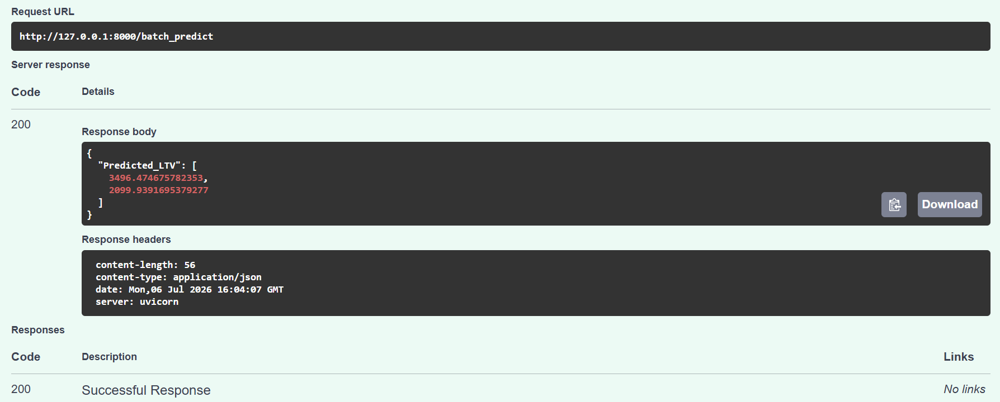 Request URL
http://127.0.0.1:8000/batch_predict
Server response
Code Details
200
Response body
{
"Predicted_LTV": [
3496.474675782353,
2099.9391695379277
]
}
Download
Response headers
content-length: 56
content-type: application/json
date: Mon,06 Jul 2026 16:04:07 GMT
server: uvicorn
Responses
Code Description Links
200 Successful Response No links